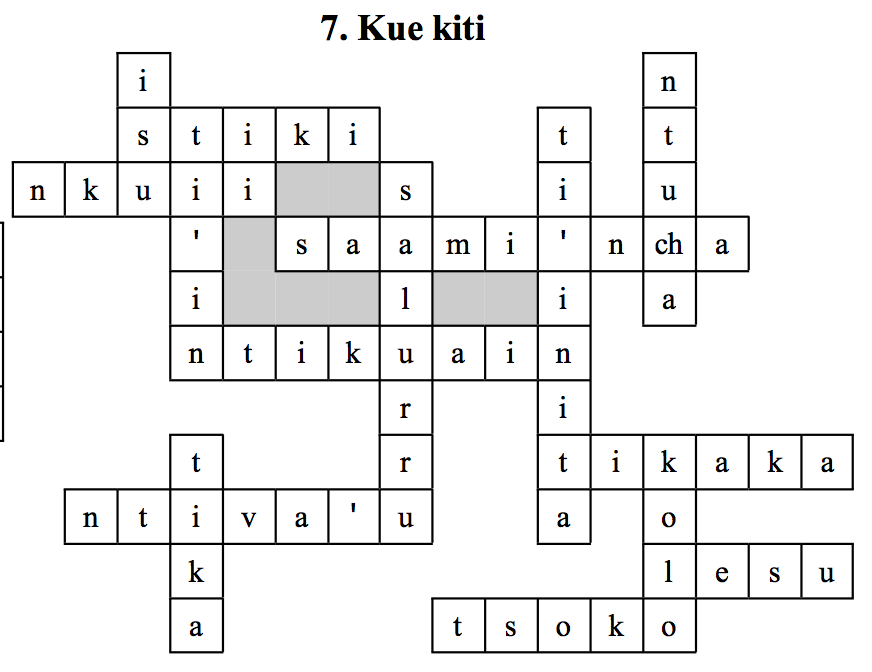 7. Kue kiti
i n
s t i k i t t
n k u i i s i u
' s a a m i ' n ch a
i l i a
n t i k u a i n
r i
t r t i k a k a
n t i v a ' u a o
k l e s u
a t s o k o